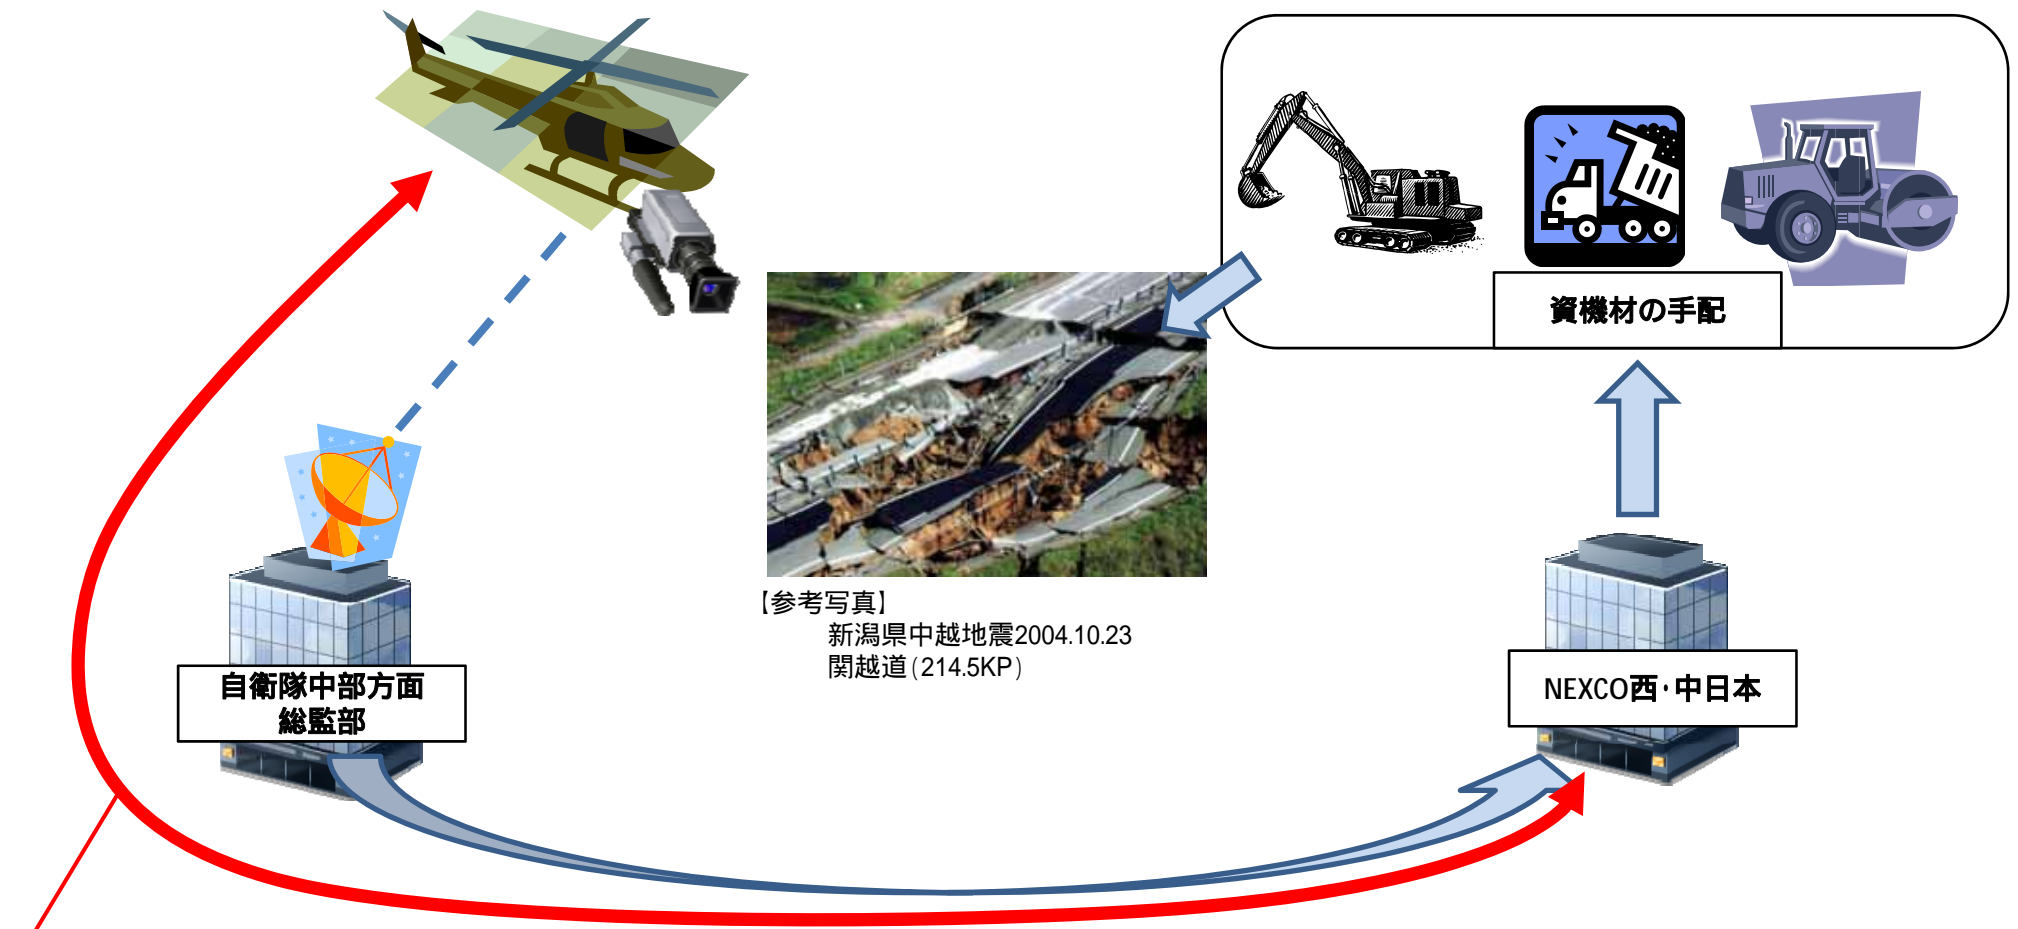 資機材の手配
【参考写真】
新潟県中越地震2004.10.23
関越道(214.5KP)
自衛隊中部方面
総監部
NEXCO西･中日本